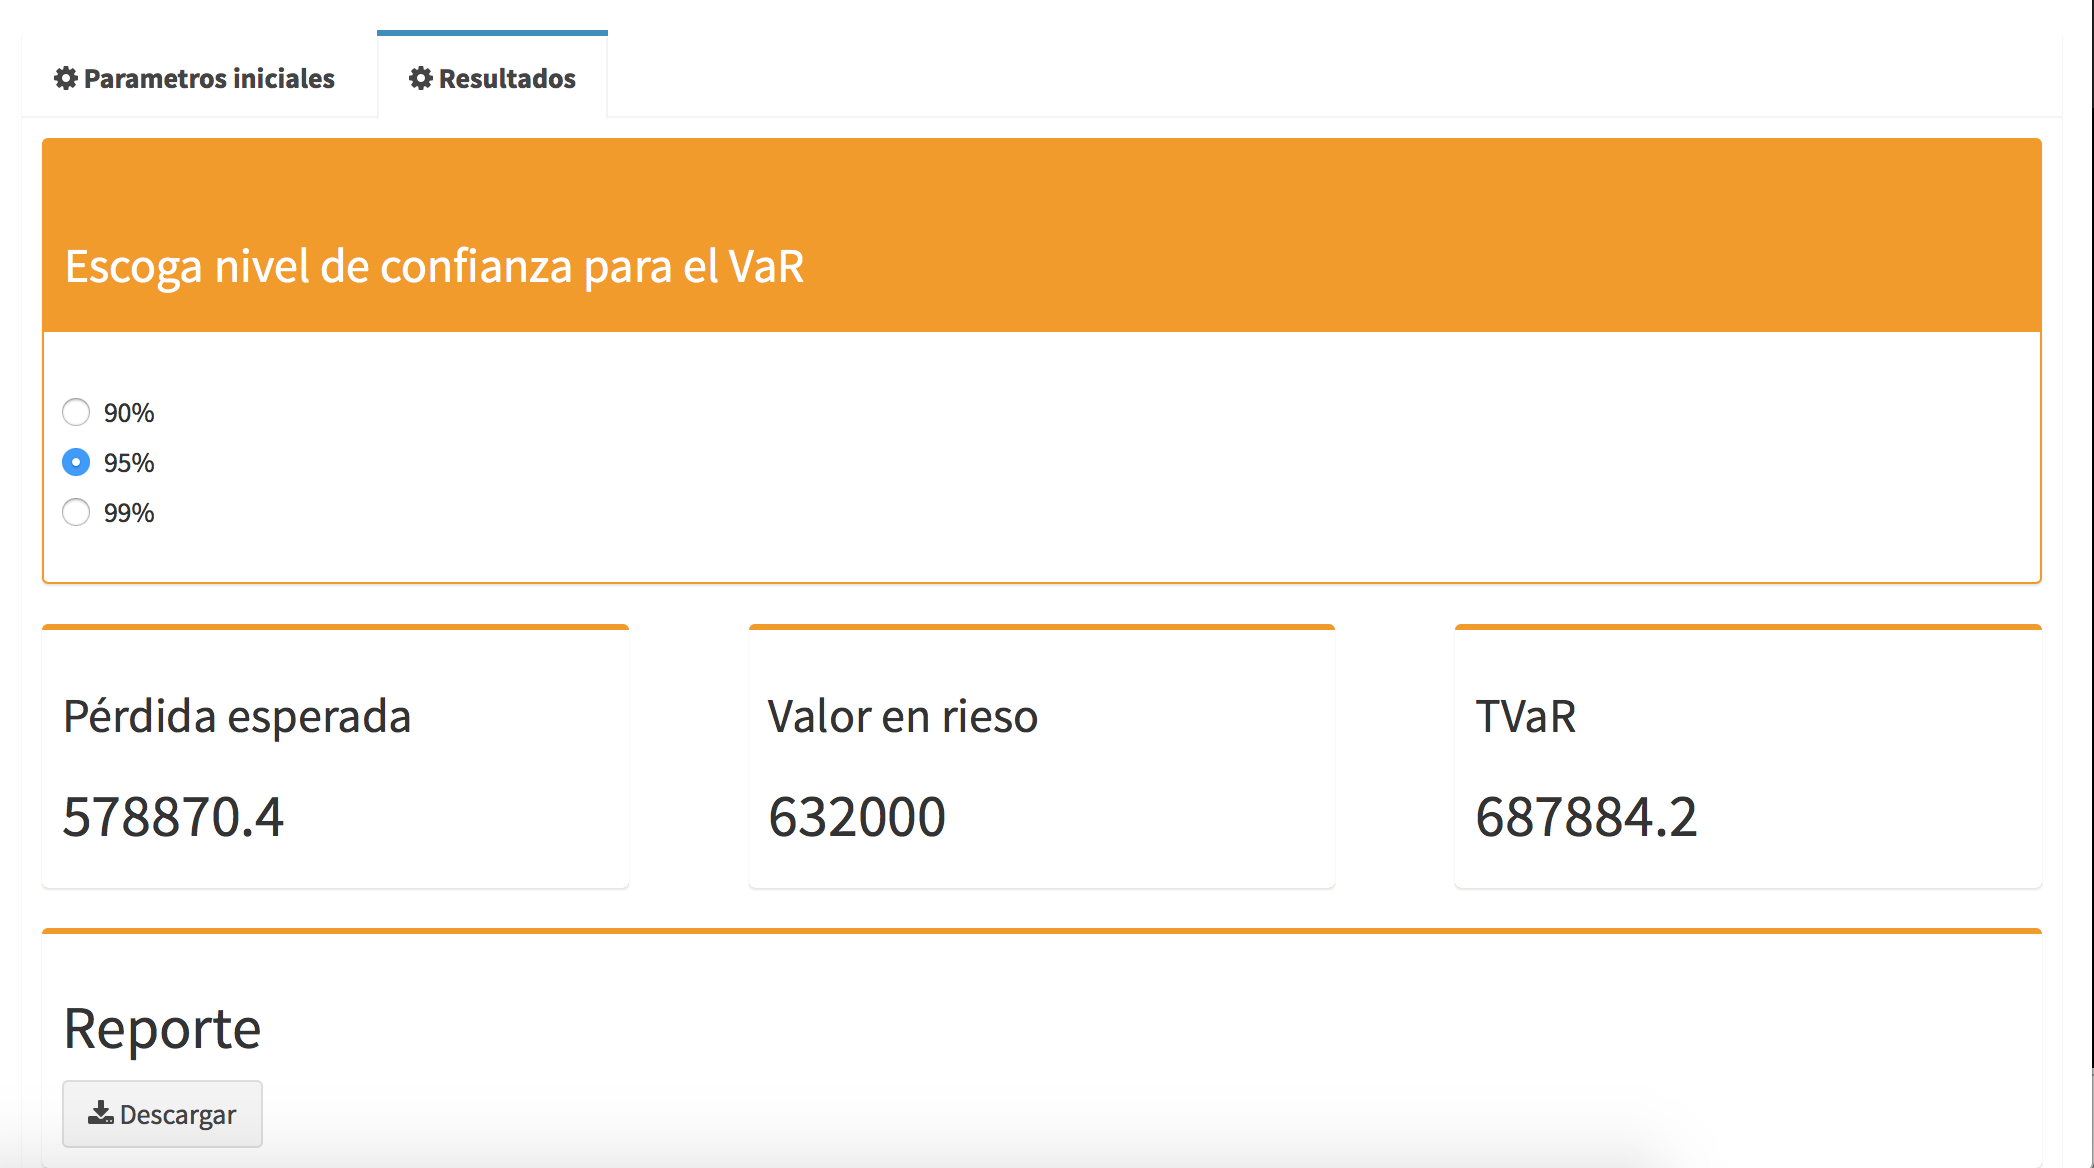 Parametros iniciales
Resultados
Escoga nivel de confianza para el VaR
90%
95%
99%
Pérdida esperada
578870.4
Valor en rieso
632000
TVaR
687884.2
Reporte
Descargar